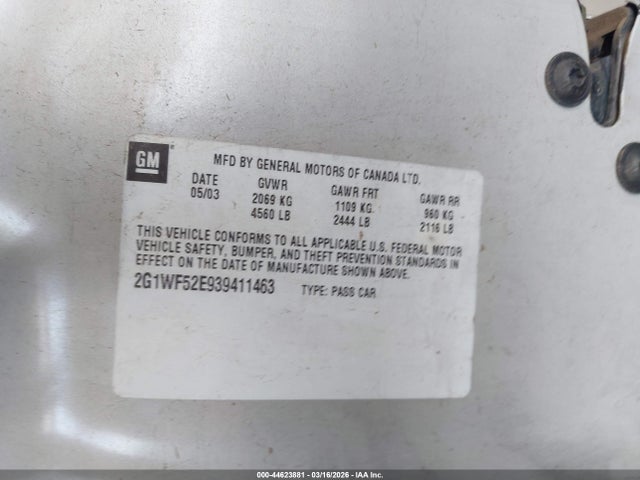 GM
MFD BY GENERAL MOTORS OF CANADA LTD.
DATE GVWR GAWR FRT GAWR RR
05/03 2069 KG 1109 KG 960 KG
4560 LB 2444 LB 2116 LB
THIS VEHICLE CONFORMS TO ALL APPLICABLE U.S. FEDERAL MOTOR
VEHICLE SAFETY, BUMPER, AND THEFT PREVENTION STANDARDS IN
EFFECT ON THE DATE OF MANUFACTURE SHOWN ABOVE.
2G1WF52E939411463 TYPE: PASS CAR
000-44623881 - 03/16/2026 - IAA Inc.